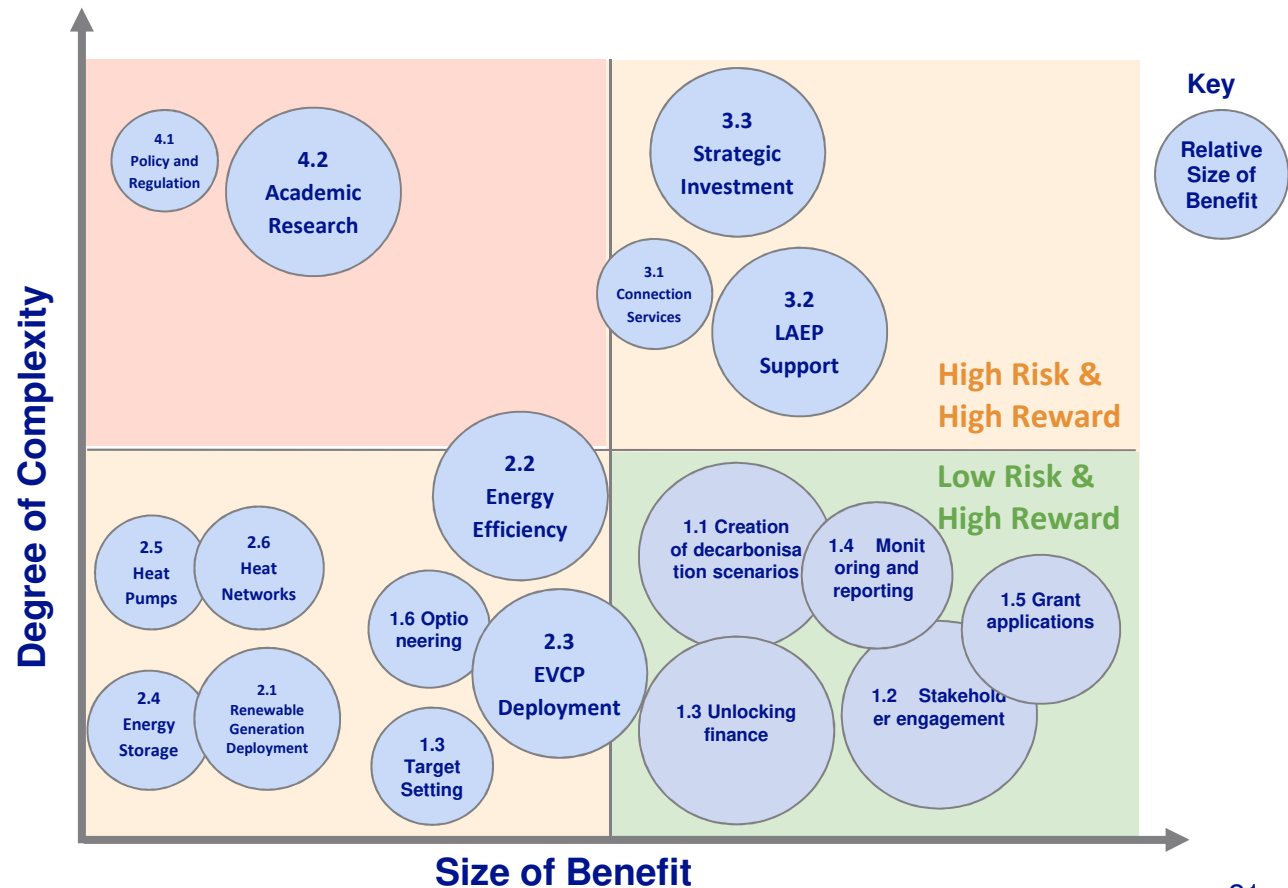 Key
Relative
Size of
Benefit
4.1
Policy and
Regulation
4.2
Academic
Research
3.3
Strategic
Investment
3.1
Connection
Services
3.2
LAEP
Support
High Risk &
High Reward
Degree of Complexity
2.2
Energy
Efficiency
Low Risk &
High Reward
2.5
Heat
Pumps
2.6
Heat
Networks
1.6 Optio
neering
2.3
EVCP
Deployment
1.1 Creation
of decarbonisa
tion scenarios
1.4 Monit
oring and
reporting
1.5 Grant
applications
2.4
Energy
Storage
2.1
Renewable
Generation
Deployment
1.3
Target
Setting
1.3 Unlocking
finance
1.2 Stakehold
er engagement
Size of Benefit